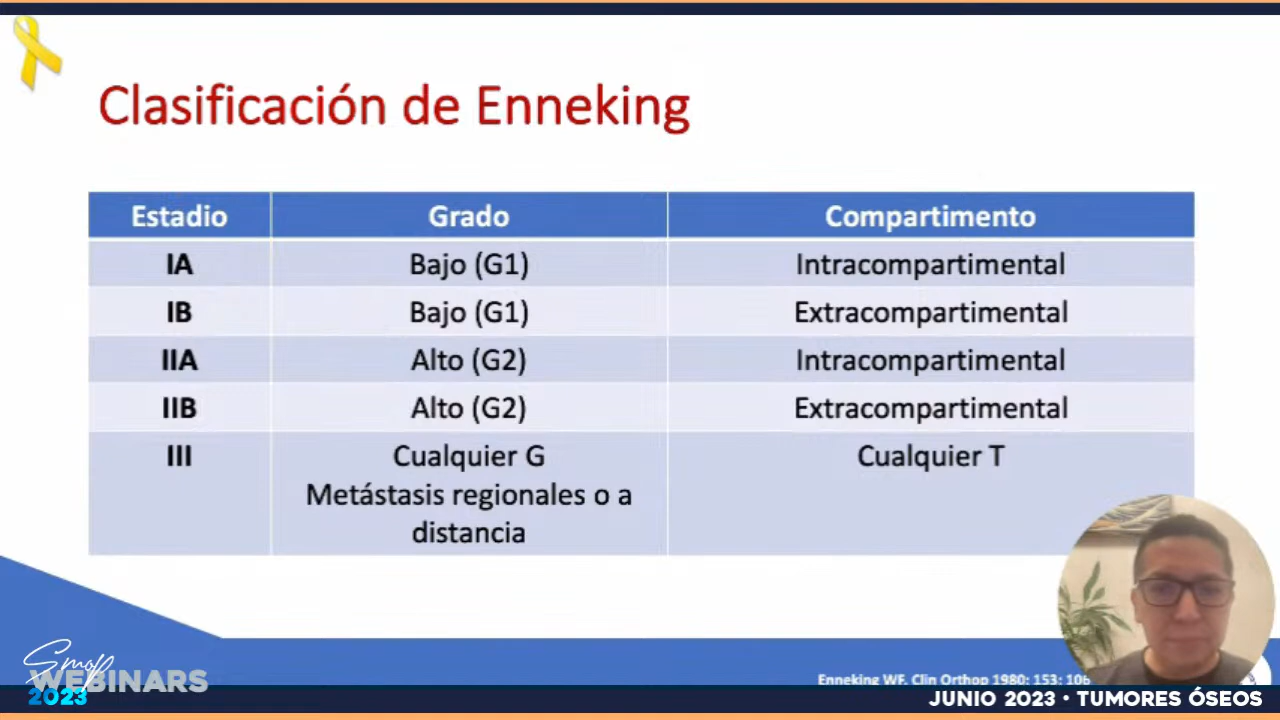 Clasificación de Enneking
Estadio Grado Compartimento
IA Bajo (G1) Intracompartimental
IB Bajo (G1) Extracompartimental
IIA Alto (G2) Intracompartimental
IIB Alto (G2) Extracompartimental
III Cualquier G Cualquier T
Metástasis regionales o a
distancia
Smop
WEBINARS
2023
Enneking WF. Clin Orthop 1980; 153: 106
JUNIO 2023 • TUMORES ÓSEOS